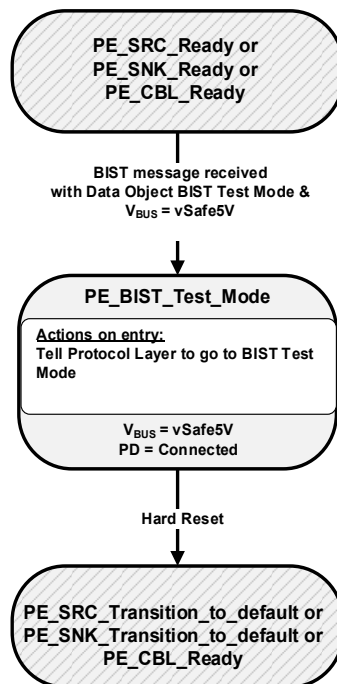 PE_SRC_Ready or
PE_SNK_Ready or
PE_CBL_Ready
BIST message received
with Data Object BIST Test Mode &
VBUS = vSafe5V
PE_BIST_Test_Mode
Actions on entry:
Tell Protocol Layer to go to BIST Test
Mode
VBUS = vSafe5V
PD = Connected
Hard Reset
PE_SRC_Transition_to_default or
PE_SNK_Transition_to_default or
PE_CBL_Ready